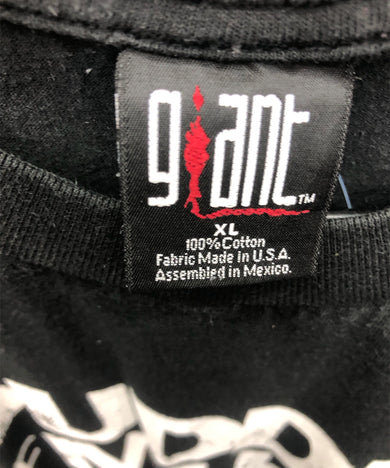 giant™
XL
100% Cotton
Fabric Made in U.S.A.
Assembled in Mexico.